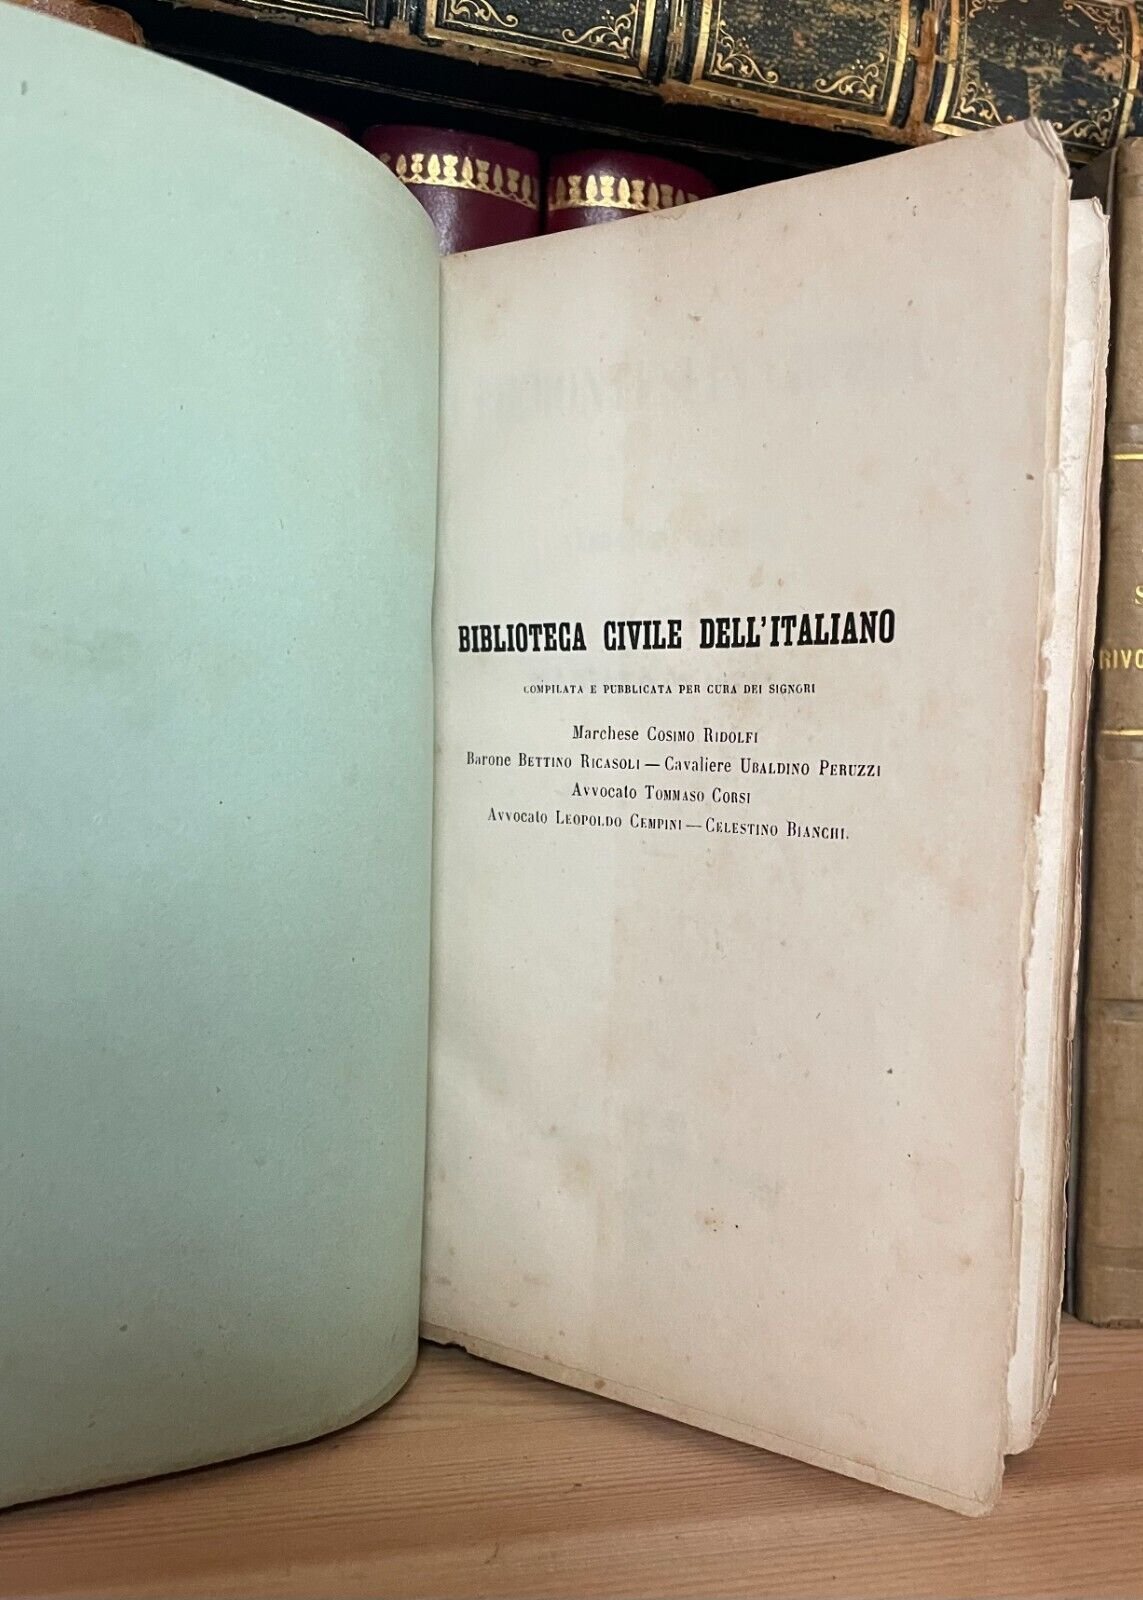 BIBLIOTECA CIVILE DELL'ITALIANO
COMPILATA E PUBBLICATA PER CURA DEI SIGNORI
Marchese COSIMO RIDOLFI
Barone BETTINO RICASOLI — Cavaliere UBALDINO PERUZZI
Avvocato TOMMASO CORSI
Avvocato LEOPOLDO CEMPINI — CELESTINO BIANCHI.
S
RIVO